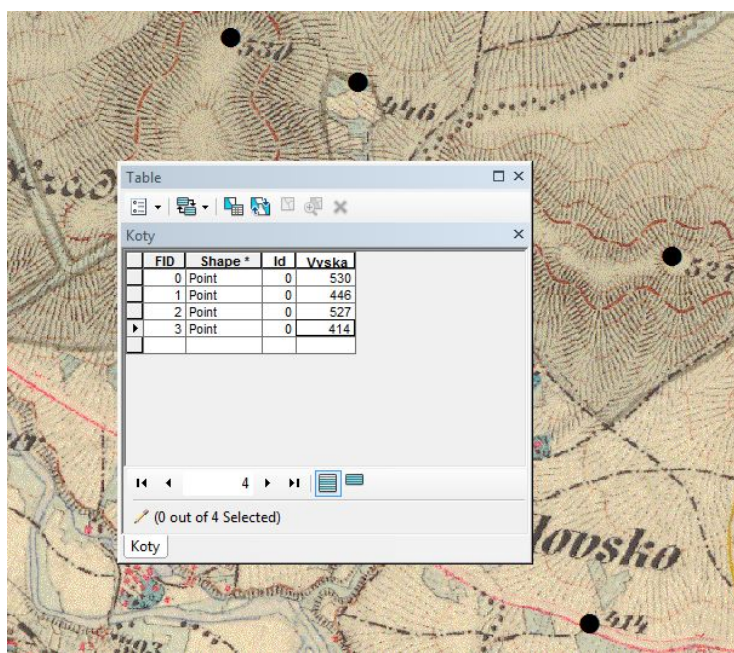 530
446
Table
Koty
FID Shape * Id Vyska
0 Point 0 530
1 Point 0 446
2 Point 0 527
3 Point 0 414
527
4
(0 out of 4 Selected)
Koty
lovsko
414